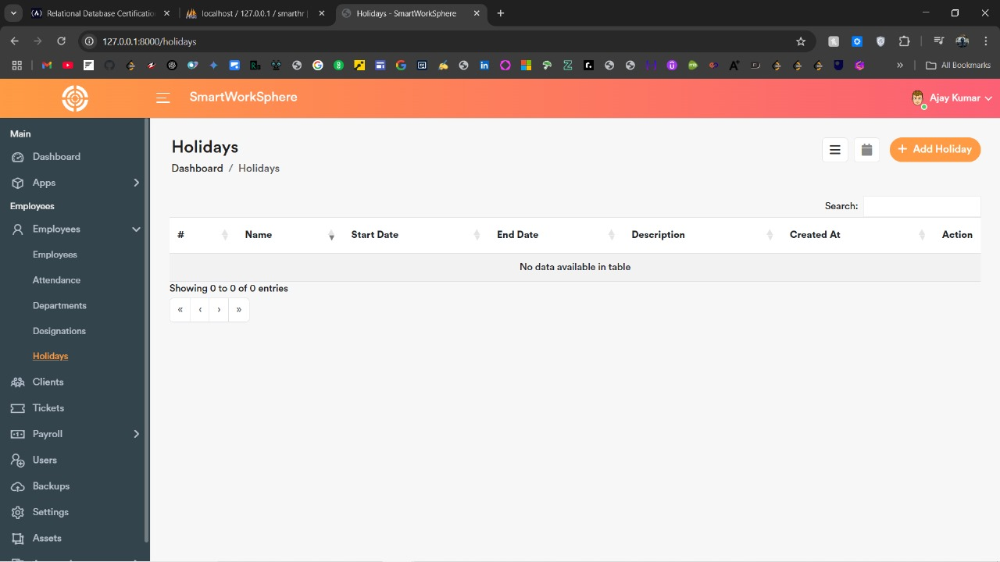 Relational Database Certificatio
localhost / 127.0.0.1 / smarthr |
Holidays - SmartWorkSphere
127.0.0.1:8000/holidays
All Bookmarks
SmartWorkSphere
Ajay Kumar
Main
Dashboard
Apps
Employees
Employees
Employees
Attendance
Departments
Designations
Holidays
Clients
Tickets
Payroll
Users
Backups
Settings
Assets
Holidays
Dashboard / Holidays
+ Add Holiday
Search:
# Name Start Date End Date Description Created At Action
No data available in table
Showing 0 to 0 of 0 entries
« ‹ › »